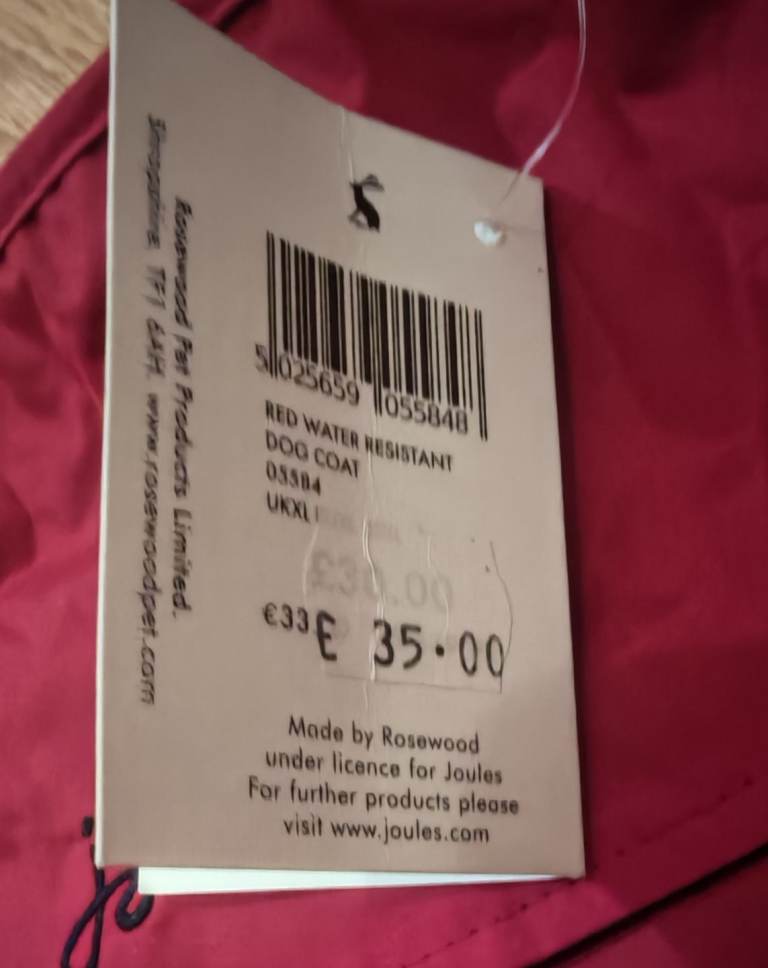 5 025659 055848
RED WATER RESISTANT
DOG COAT
05584
UKXL
£30.00
€33
£ 35.00
Made by Rosewood
under licence for Joules
For further products please
visit www.joules.com
Rosewood Pet Products Limited.
Shropshire. TF1 6AH. www.rosewoodpet.com